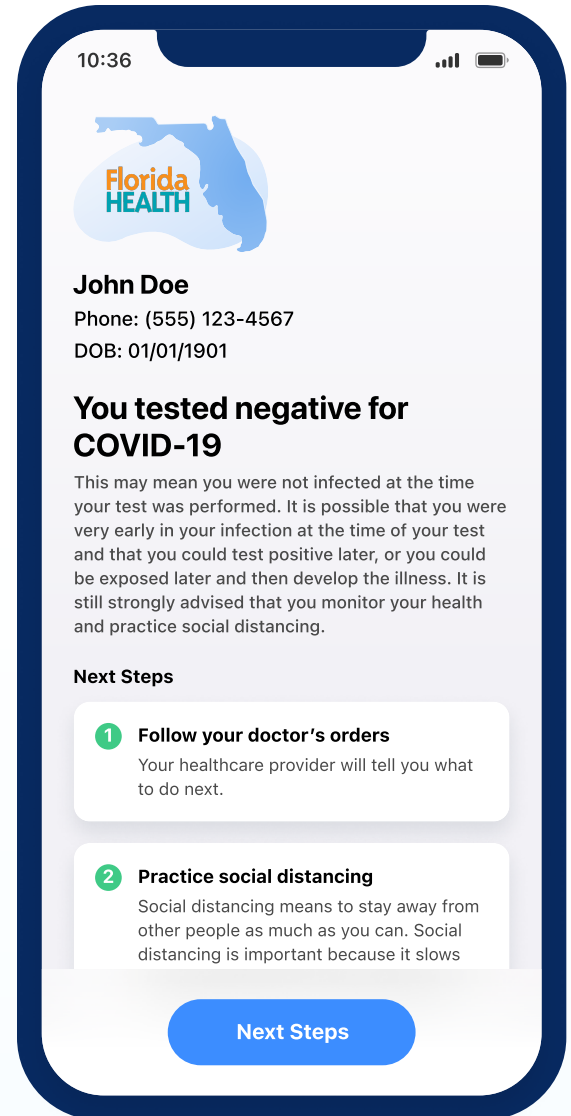 10:36
Florida
HEALTH
John Doe
Phone: (555) 123-4567
DOB: 01/01/1901
You tested negative for
COVID-19
This may mean you were not infected at the time
your test was performed. It is possible that you were
very early in your infection at the time of your test
and that you could test positive later, or you could
be exposed later and then develop the illness. It is
still strongly advised that you monitor your health
and practice social distancing.
Next Steps
1 Follow your doctor’s orders
Your healthcare provider will tell you what
to do next.
2 Practice social distancing
Social distancing means to stay away from
other people as much as you can. Social
distancing is important because it slows
Next Steps